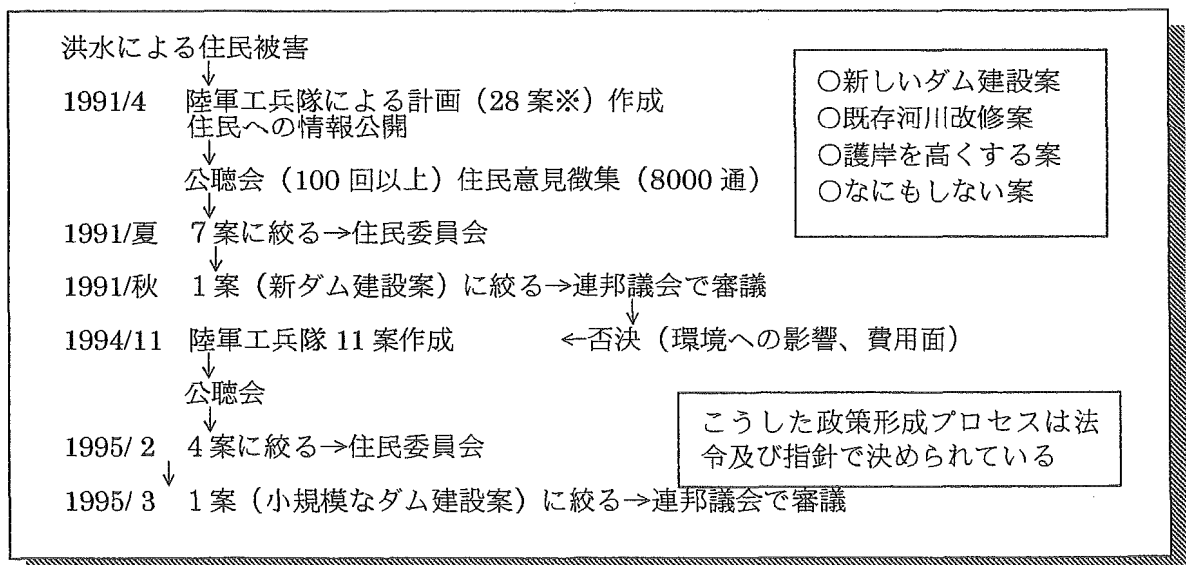 洪水による住民被害
↓
1991/4 陸軍工兵隊による計画（28案※）作成
住民への情報公開
↓
公聴会（100回以上）住民意見徴集（8000通）
↓
1991/夏 7案に絞る→住民委員会
↓
1991/秋 1案（新ダム建設案）に絞る→連邦議会で審議
↓
1994/11 陸軍工兵隊11案作成 ←否決（環境への影響、費用面）
↓
公聴会
↓
1995/ 2 4案に絞る→住民委員会
↓
1995/ 3 1案（小規模なダム建設案）に絞る→連邦議会で審議
○新しいダム建設案
○既存河川改修案
○護岸を高くする案
○なにもしない案
こうした政策形成プロセスは法
令及び指針で決められている